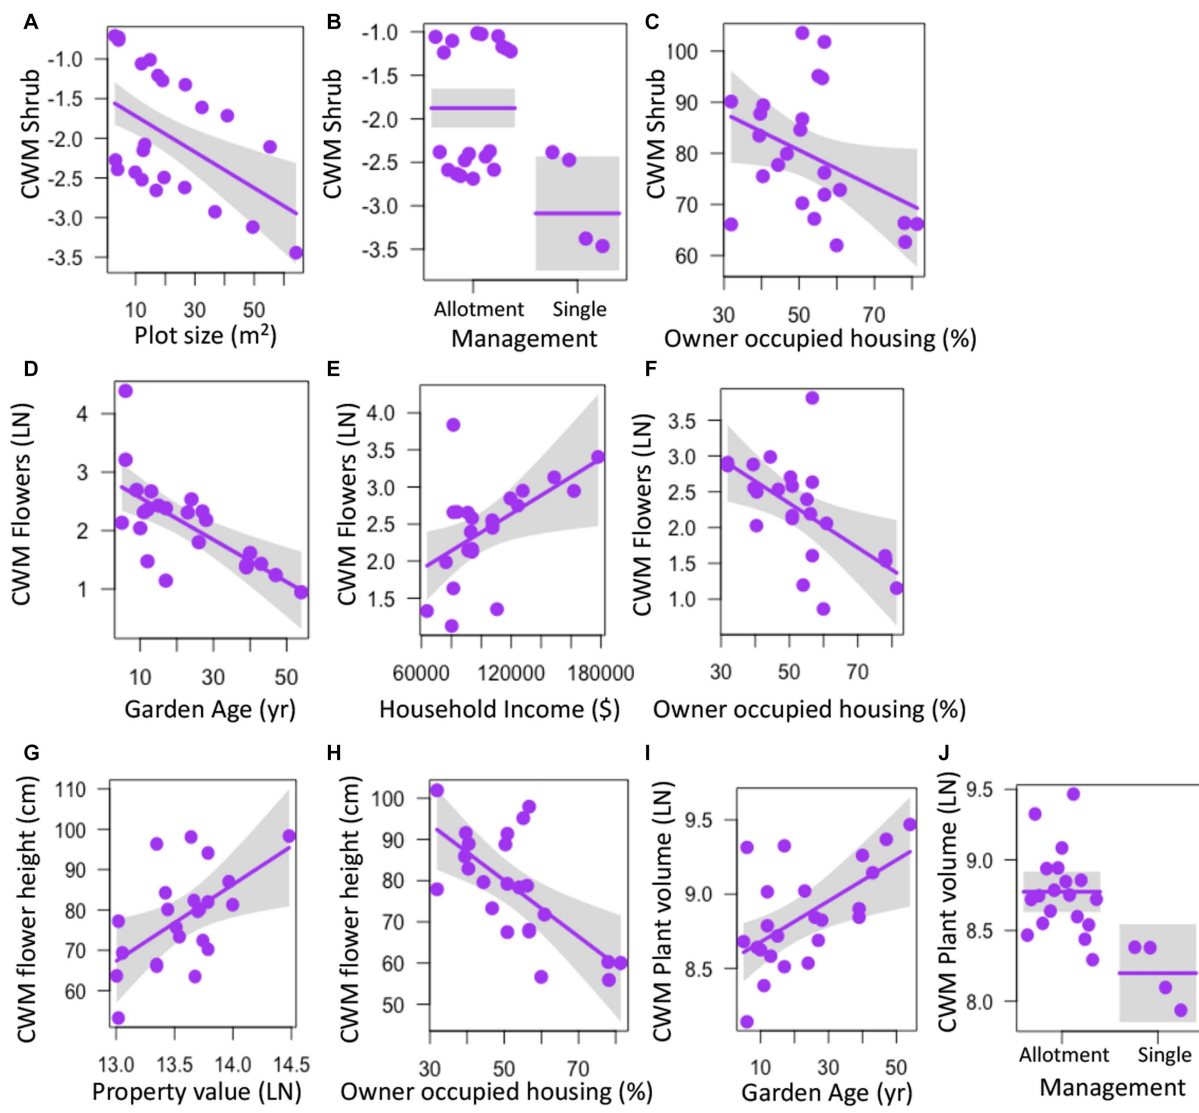 A
CWM Shrub
-1.0
-1.5
-2.0
-2.5
-3.0
-3.5
10 30 50
Plot size (m²)
B
CWM Shrub
-1.0
-1.5
-2.0
-2.5
-3.0
-3.5
Allotment Single
Management
C
CWM Shrub
100
90
80
70
60
30 50 70
Owner occupied housing (%)
D
CWM Flowers (LN)
4
3
2
1
10 30 50
Garden Age (yr)
E
CWM Flowers (LN)
4.0
3.5
3.0
2.5
2.0
1.5
60000 120000 180000
Household Income ($)
F
CWM Flowers (LN)
3.5
3.0
2.5
2.0
1.5
1.0
30 50 70
Owner occupied housing (%)
G
CWM flower height (cm)
110
100
90
80
70
60
13.0 13.5 14.0 14.5
Property value (LN)
H
CWM flower height (cm)
100
90
80
70
60
50
30 50 70
Owner occupied housing (%)
I
CWM Plant volume (LN)
9.5
9.0
8.5
10 30 50
Garden Age (yr)
J
CWM Plant volume (LN)
9.5
9.0
8.5
8.0
Allotment Single
Management